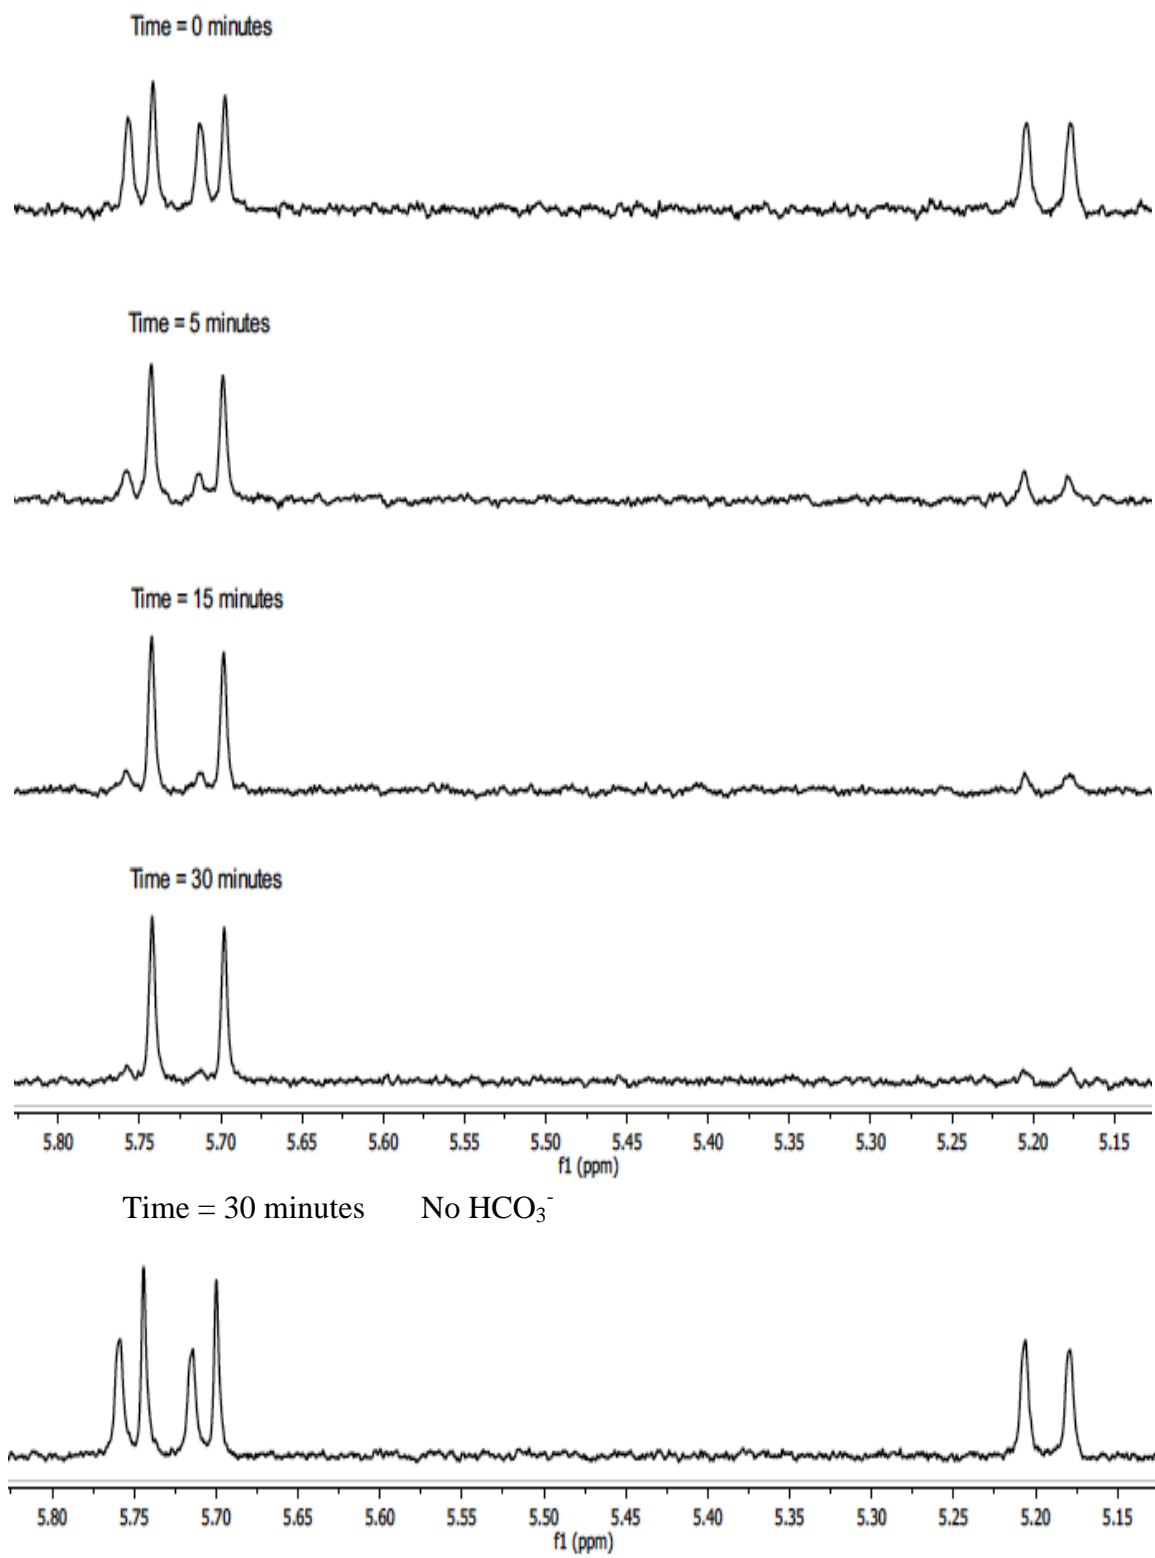 Time = 0 minutes
Time = 5 minutes
Time = 15 minutes
Time = 30 minutes
5.80 5.75 5.70 5.65 5.60 5.55 5.50 5.45 5.40 5.35 5.30 5.25 5.20 5.15
f1 (ppm)
Time = 30 minutes No HCO₃⁻
5.80 5.75 5.70 5.65 5.60 5.55 5.50 5.45 5.40 5.35 5.30 5.25 5.20 5.15
f1 (ppm)